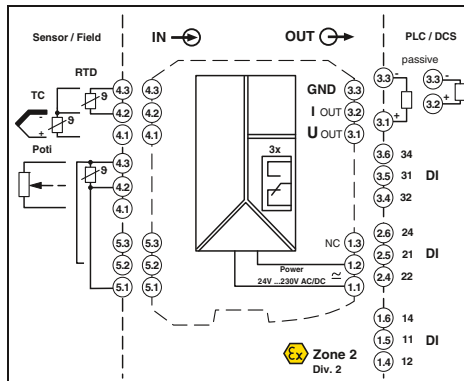 Sensor / Field
IN
OUT
PLC / DCS
passive
RTD
TC
- +
ϑ
ϑ
Poti
ϑ
4.3
4.2
4.1
4.3
4.2
4.1
5.3
5.2
5.1
4.3
4.2
4.1
5.3
5.2
5.1
GND 3.3
I OUT 3.2
U OUT 3.1
3x
NC 1.3
1.2
1.1
Power
24V ...230V AC/DC
3.3 -
3.1 +
3.3 -
3.2 +
3.6 34
3.5 31 DI
3.4 32
2.6 24
2.5 21 DI
2.4 22
1.6 14
1.5 11 DI
1.4 12
Ex Zone 2
Div. 2